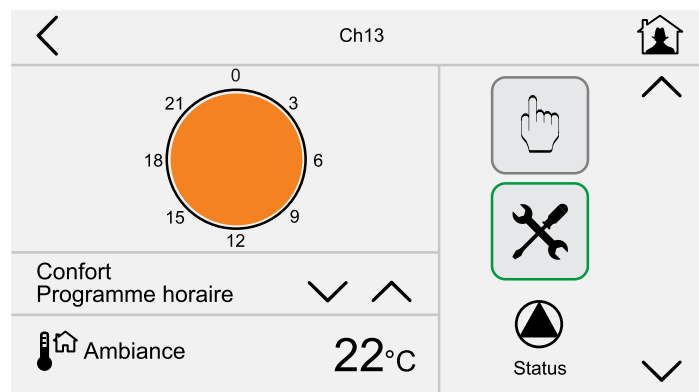 Ch13
0
21
3
18
6
15
9
12
Confort
Programme horaire
Ambiance
22°C
Status